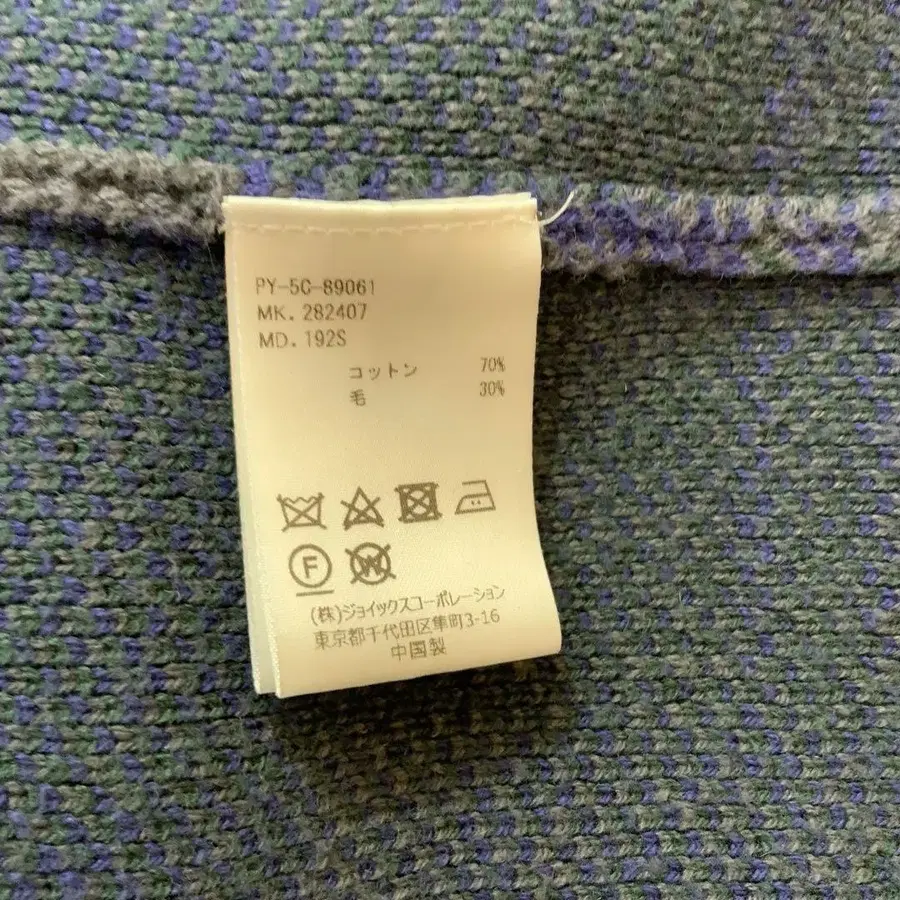 PY-5C-89061
MK. 282407
MD. 192S
コットン 70%
毛 30%
F W
(株)ジョイックスコーポレーション
東京都千代田区隼町3-16
中国製